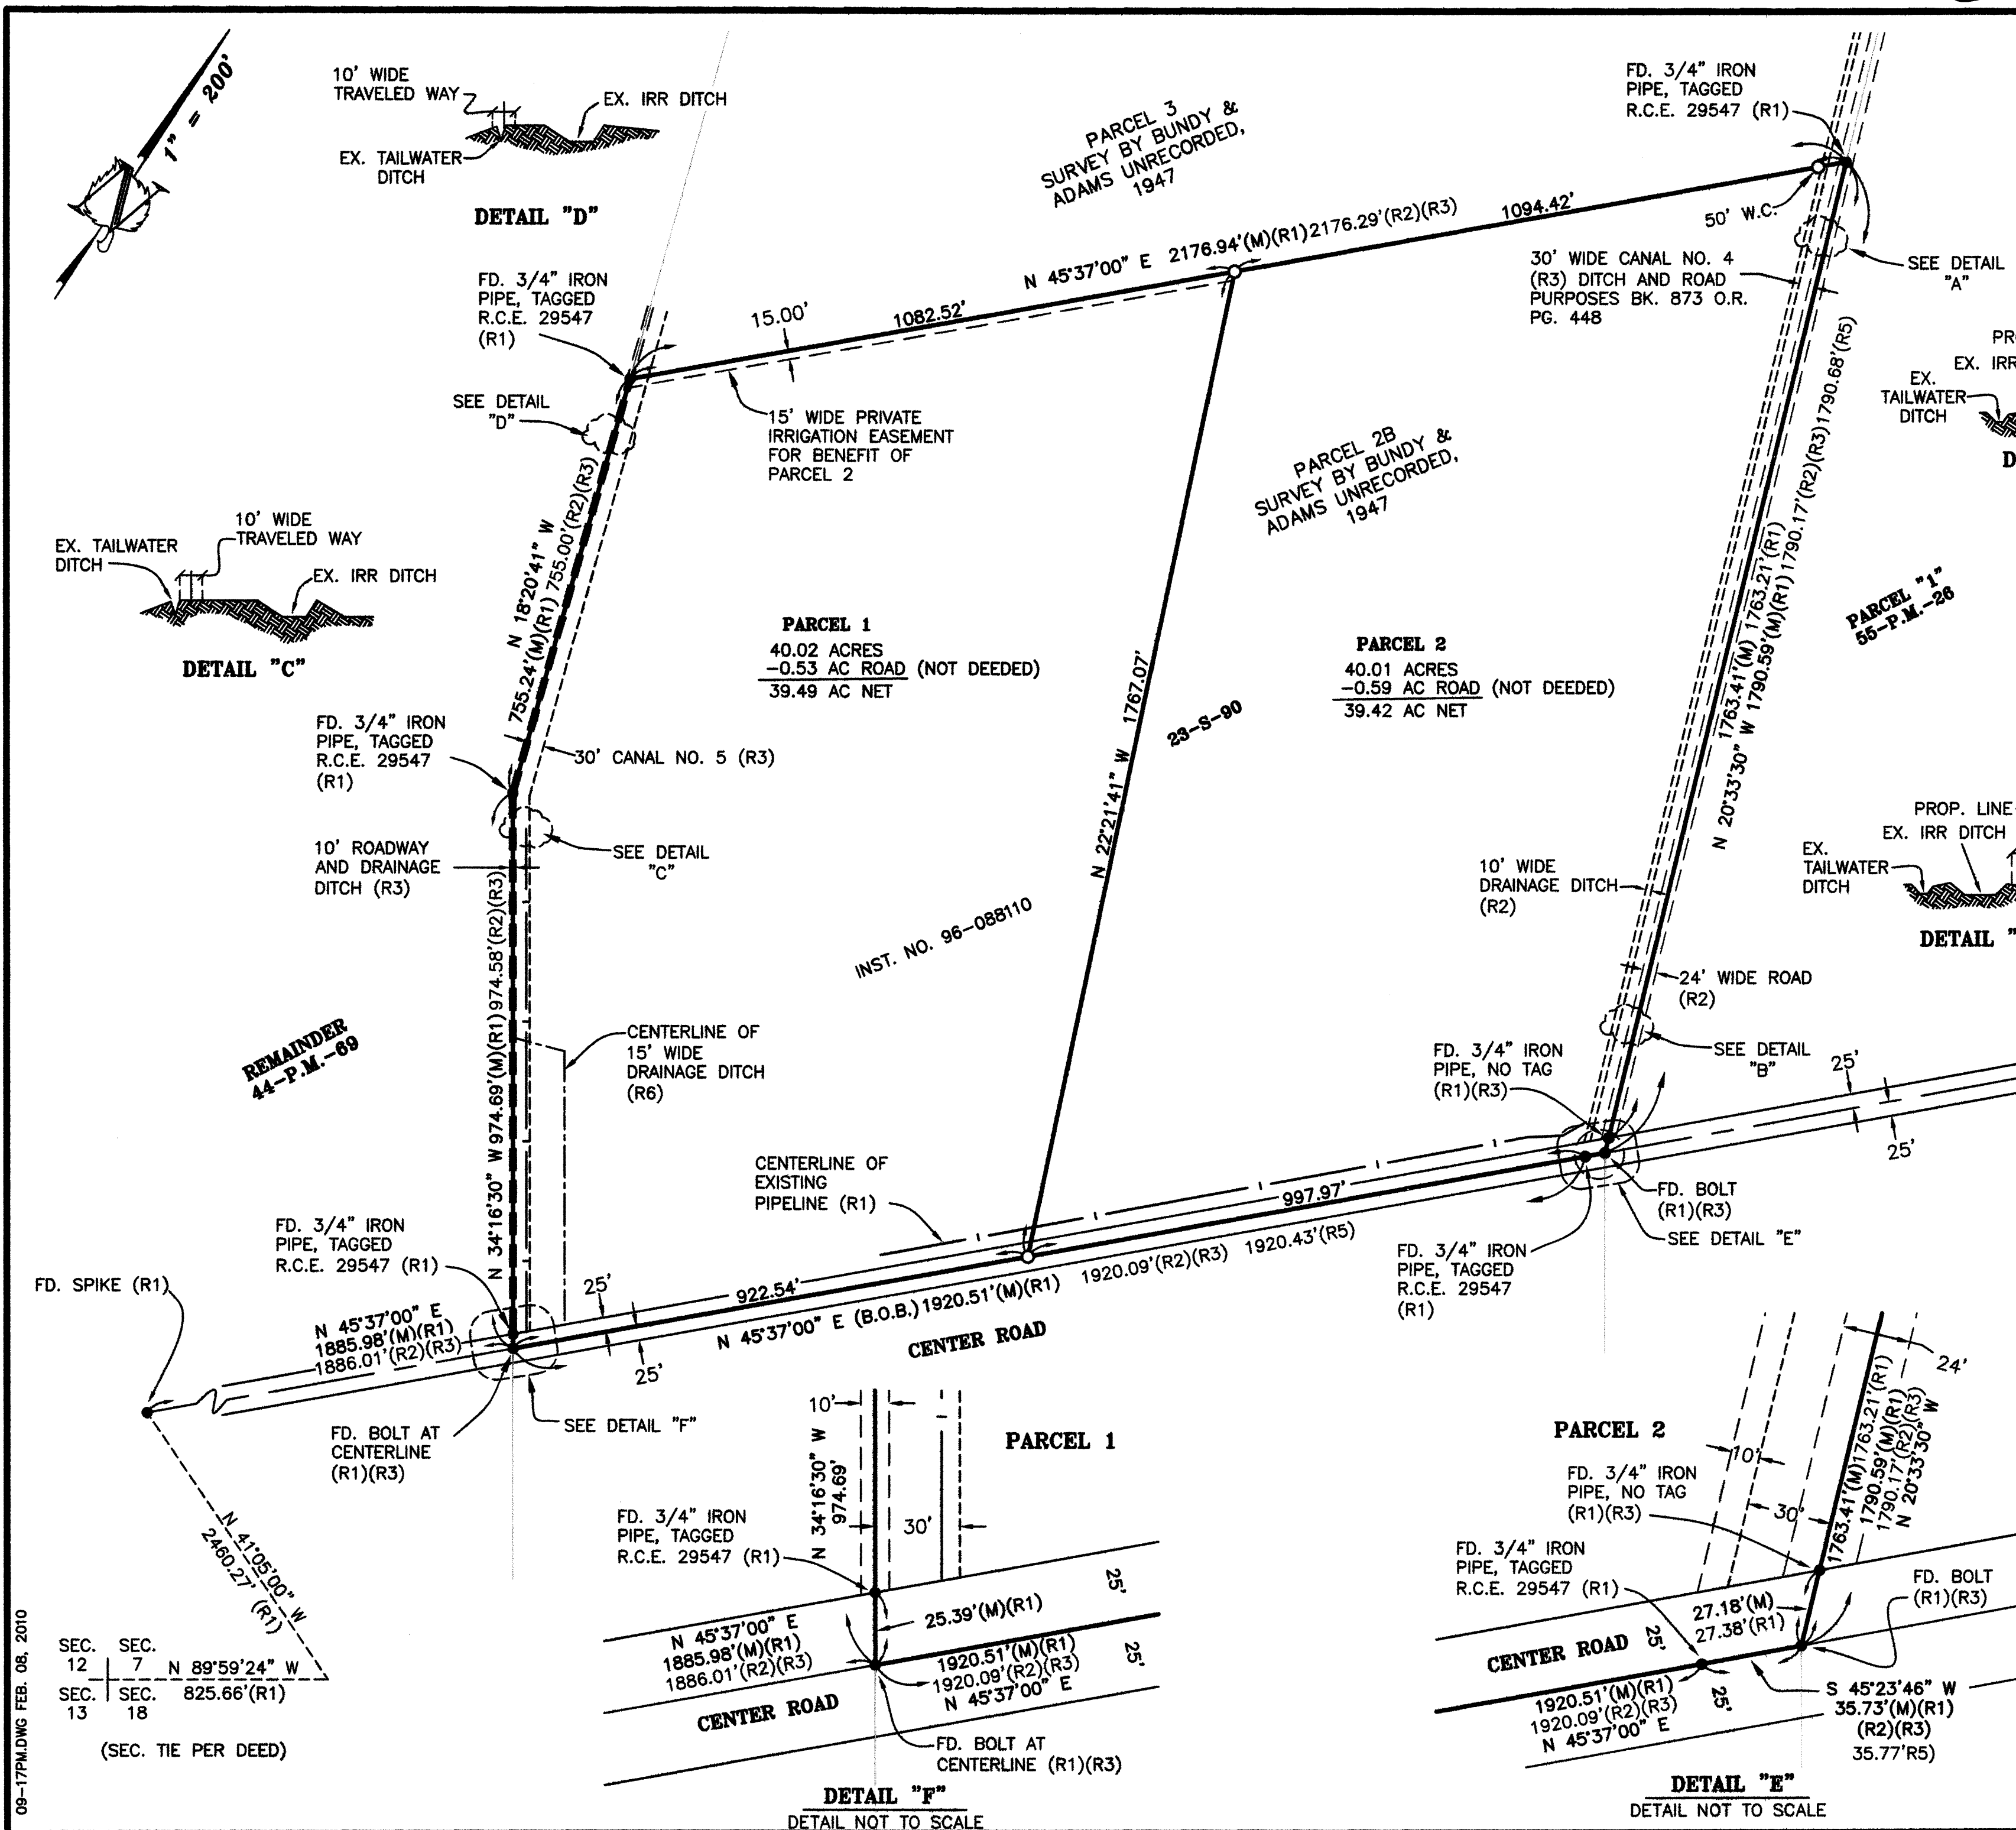 1" = 200'
10' WIDE
TRAVELED WAY
EX. IRR DITCH
EX. TAILWATER
DITCH
DETAIL "D"
PARCEL 3
SURVEY BY BUNDY &
ADAMS UNRECORDED,
1947
FD. 3/4" IRON
PIPE, TAGGED
R.C.E. 29547 (R1)
50' W.C.
N 45°37'00" E 2176.94'(M)(R1)2176.29'(R2)(R3)
1094.42'
1082.52'
15.00'
30' WIDE CANAL NO. 4
(R3) DITCH AND ROAD
PURPOSES BK. 873 O.R.
PG. 448
SEE DETAIL
"A"
FD. 3/4" IRON
PIPE, TAGGED
R.C.E. 29547
(R1)
SEE DETAIL
"D"
15' WIDE PRIVATE
IRRIGATION EASEMENT
FOR BENEFIT OF
PARCEL 2
PARCEL 2B
SURVEY BY BUNDY &
ADAMS UNRECORDED,
1947
EX. IRR
EX.
TAILWATER
DITCH
10' WIDE
TRAVELED WAY
EX. TAILWATER
DITCH
EX. IRR DITCH
DETAIL "C"
N 18°20'41" W
755.24'(M)(R1) 755.00'(R2)(R3)
PARCEL 1
40.02 ACRES
-0.53 AC ROAD (NOT DEEDED)
39.49 AC NET
PARCEL 2
40.01 ACRES
-0.59 AC ROAD (NOT DEEDED)
39.42 AC NET
1763.41'(M) 1763.21'(R1)
N 20°33'30" W 1790.59'(M)(R1)1790.17'(R2)(R3)1790.68'(R5)
PARCEL "1"
55-P.M.-26
23-S-90
N 22°21'41" W 1767.07'
FD. 3/4" IRON
PIPE, TAGGED
R.C.E. 29547
(R1)
30' CANAL NO. 5 (R3)
10' ROADWAY
AND DRAINAGE
DITCH (R3)
SEE DETAIL
"C"
10' WIDE
DRAINAGE DITCH
(R2)
PROP. LINE
EX. IRR DITCH
EX.
TAILWATER
DITCH
DETAIL "
INST. NO. 96-088110
24' WIDE ROAD
(R2)
REMAINDER
44-P.M.-69
N 34°16'30" W 974.69'(M)(R1) 974.58'(R2)(R3)
CENTERLINE OF
15' WIDE
DRAINAGE DITCH
(R6)
FD. 3/4" IRON
PIPE, NO TAG
(R1)(R3)
SEE DETAIL
"B"
25'
25'
CENTERLINE OF
EXISTING
PIPELINE (R1)
997.97'
FD. BOLT
(R1)(R3)
SEE DETAIL "E"
FD. 3/4" IRON
PIPE, TAGGED
R.C.E. 29547
(R1)
FD. 3/4" IRON
PIPE, TAGGED
R.C.E. 29547 (R1)
FD. SPIKE (R1)
25'
922.54'
N 45°37'00" E (B.O.B.)1920.51'(M)(R1) 1920.09'(R2)(R3) 1920.43'(R5)
CENTER ROAD
25'
N 45°37'00" E
1885.98'(M)(R1)
1886.01'(R2)(R3)
FD. BOLT AT
CENTERLINE
(R1)(R3)
SEE DETAIL "F"
N 41°05'00" W
2460.27' (R1)
SEC. SEC.
12 7 N 89°59'24" W
SEC. SEC. 825.66'(R1)
13 18
(SEC. TIE PER DEED)
09-17PM.DWG FEB. 08, 2010
10'
N 34°16'30" W
974.69'
30'
PARCEL 1
FD. 3/4" IRON
PIPE, TAGGED
R.C.E. 29547 (R1)
25'
25.39'(M)(R1)
N 45°37'00" E
1885.98'(M)(R1)
1886.01'(R2)(R3)
1920.51'(M)(R1)
1920.09'(R2)(R3)
N 45°37'00" E
25'
CENTER ROAD
FD. BOLT AT
CENTERLINE (R1)(R3)
DETAIL "F"
DETAIL NOT TO SCALE
PARCEL 2
24'
10'
30'
1763.41'(M)1763.21'(R1)
1790.59'(M)(R1)
1790.17'(R2)(R3)
N 20°33'30" W
FD. 3/4" IRON
PIPE, NO TAG
(R1)(R3)
FD. 3/4" IRON
PIPE, TAGGED
R.C.E. 29547 (R1)
FD. BOLT
(R1)(R3)
27.18'(M)
27.38'(R1)
CENTER ROAD
25'
25'
1920.51'(M)(R1)
1920.09'(R2)(R3)
N 45°37'00" E
S 45°23'46" W
35.73'(M)(R1)
(R2)(R3)
35.77'R5)
DETAIL "E"
DETAIL NOT TO SCALE